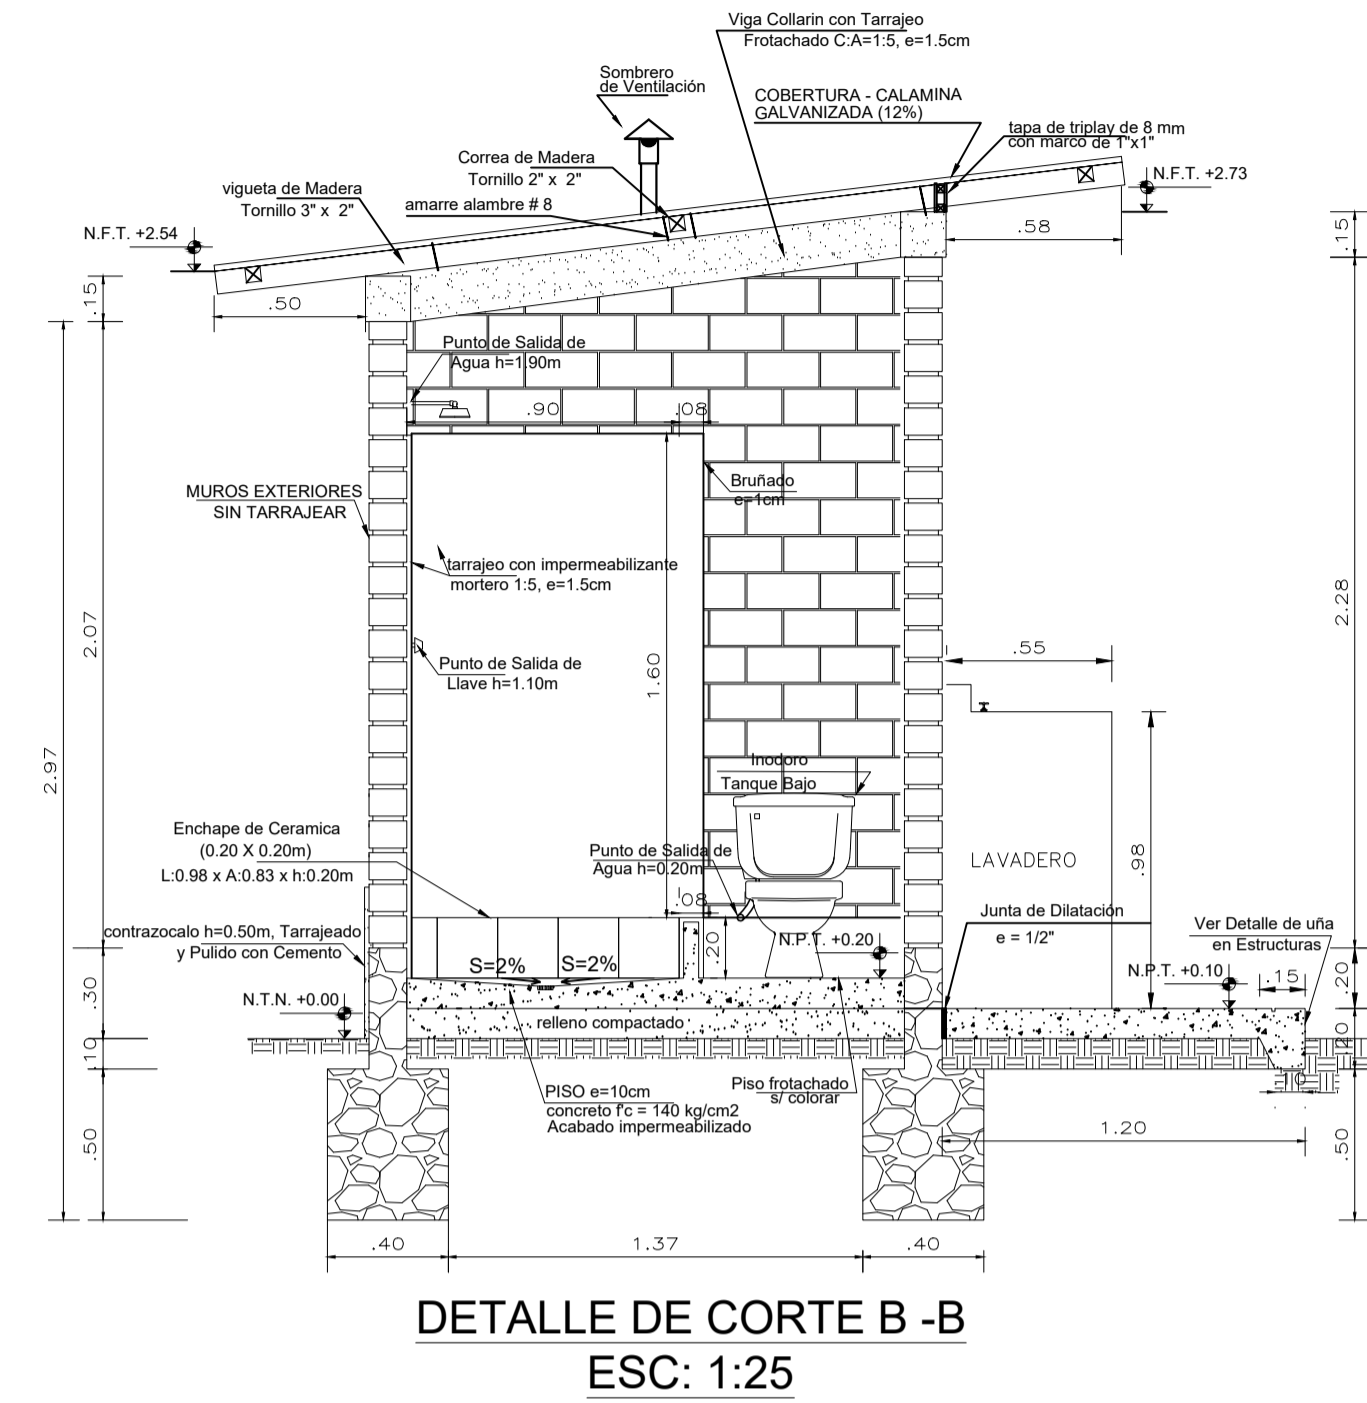 Viga Collarin con Tarrajeo
Frotachado C:A=1:5, e=1.5cm
Sombrero
de Ventilación
COBERTURA - CALAMINA
GALVANIZADA (12%)
tapa de triplay de 8 mm
con marco de 1"x1"
Correa de Madera
Tornillo 2" x 2"
vigueta de Madera
Tornillo 3" x 2"
amarre alambre # 8
N.F.T. +2.73
N.F.T. +2.54
.58
.15
.50
.15
Punto de Salida de
Agua h=1.90m
.90
.08
MUROS EXTERIORES
SIN TARRAJEAR
Bruñado
e=1cm
tarrajeo con impermeabilizante
mortero 1:5, e=1.5cm
2.07
2.28
1.60
.55
Punto de Salida de
Llave h=1.10m
2.97
Inodoro
Tanque Bajo
Enchape de Ceramica
(0.20 X 0.20m)
L:0.98 x A:0.83 x h:0.20m
Punto de Salida de
Agua h=0.20m
LAVADERO
.98
.08
contrazocalo h=0.50m, Tarrajeado
y Pulido con Cemento
Junta de Dilatación
e = 1/2"
Ver Detalle de uña
en Estructuras
S=2%
S=2%
.20
N.P.T. +0.20
N.P.T. +0.10
.15
.20
.30
N.T.N. +0.00
relleno compactado
.10
.20
.10
PISO e=10cm
concreto f'c = 140 kg/cm2
Acabado impermeabilizado
Piso frotachado
s/ colorar
1.20
.50
.50
.40
1.37
.40
DETALLE DE CORTE B -B
ESC: 1:25